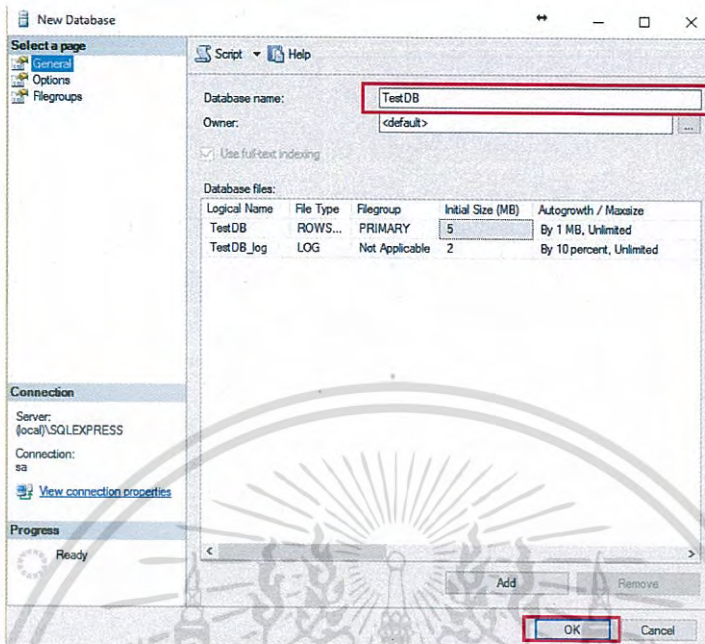 New Database
Select a page
General
Options
Filegroups
Script Help
Database name: TestDB
Owner: <default> ...
Use full-text indexing
Database files:
Logical Name File Type Filegroup Initial Size (MB) Autogrowth / Maxsize
TestDB ROWS... PRIMARY 5 By 1 MB, Unlimited
TestDB_log LOG Not Applicable 2 By 10 percent, Unlimited
Connection
Server:
(local)\SQLEXPRESS
Connection:
sa
View connection properties
Progress
Ready
Add Remove
OK Cancel